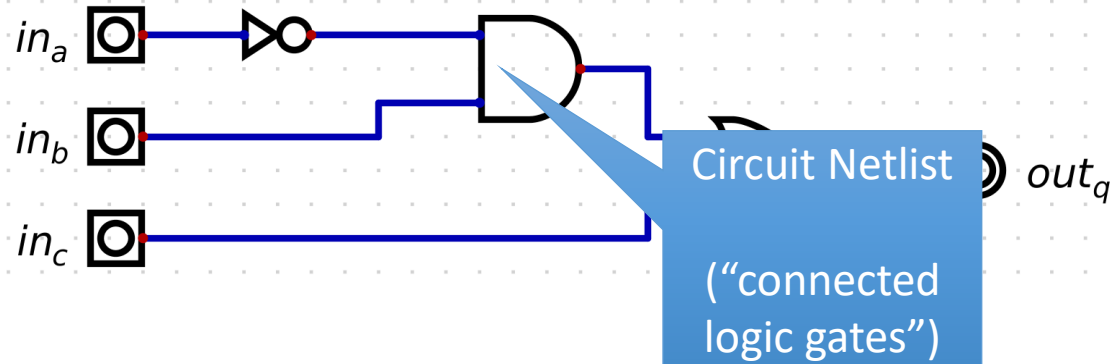 in_a
in_b
in_c
Circuit Netlist
(“connected
logic gates”)
out_q